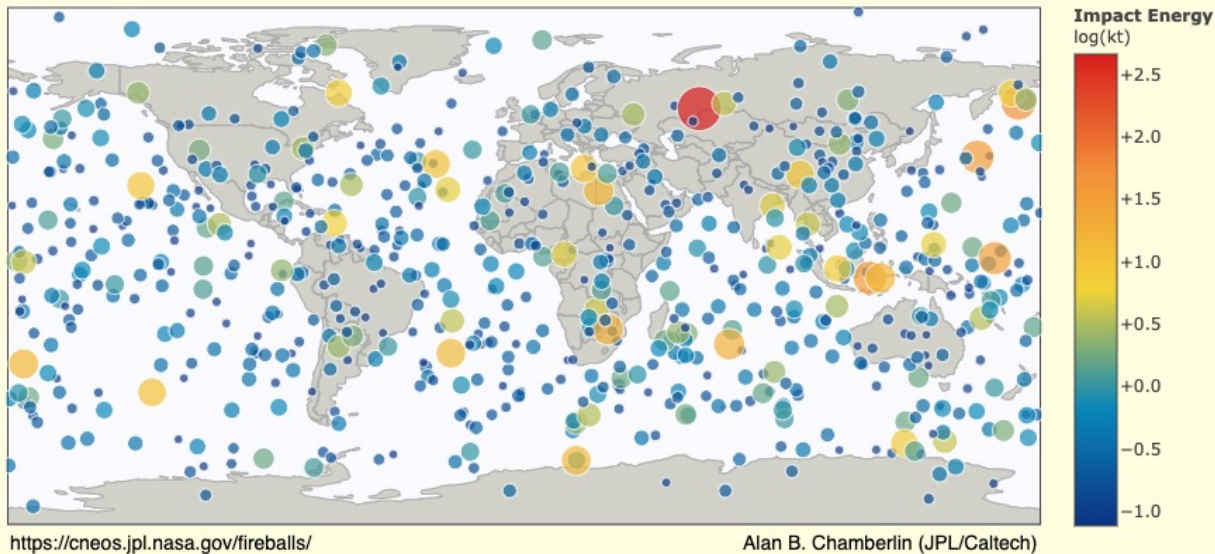 Impact Energy
log(kt)
+2.5
+2.0
+1.5
+1.0
+0.5
+0.0
−0.5
−1.0
https://cneos.jpl.nasa.gov/fireballs/
Alan B. Chamberlin (JPL/Caltech)